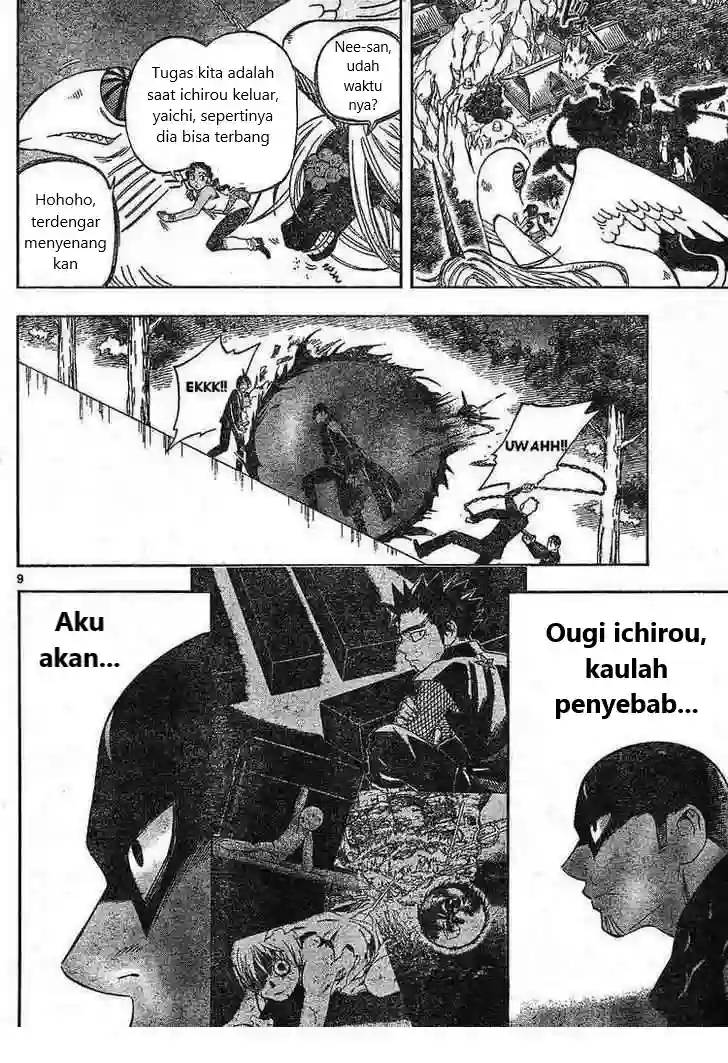 Nee-san,
udah
waktu
nya?
Tugas kita adalah
saat ichirou keluar,
yaichi, sepertinya
dia bisa terbang
Hohoho,
terdengar
menyenang
kan
EKKK!!
UWAHH!!
9
Ougi ichirou,
kaulah
penyebab...
Aku
akan...